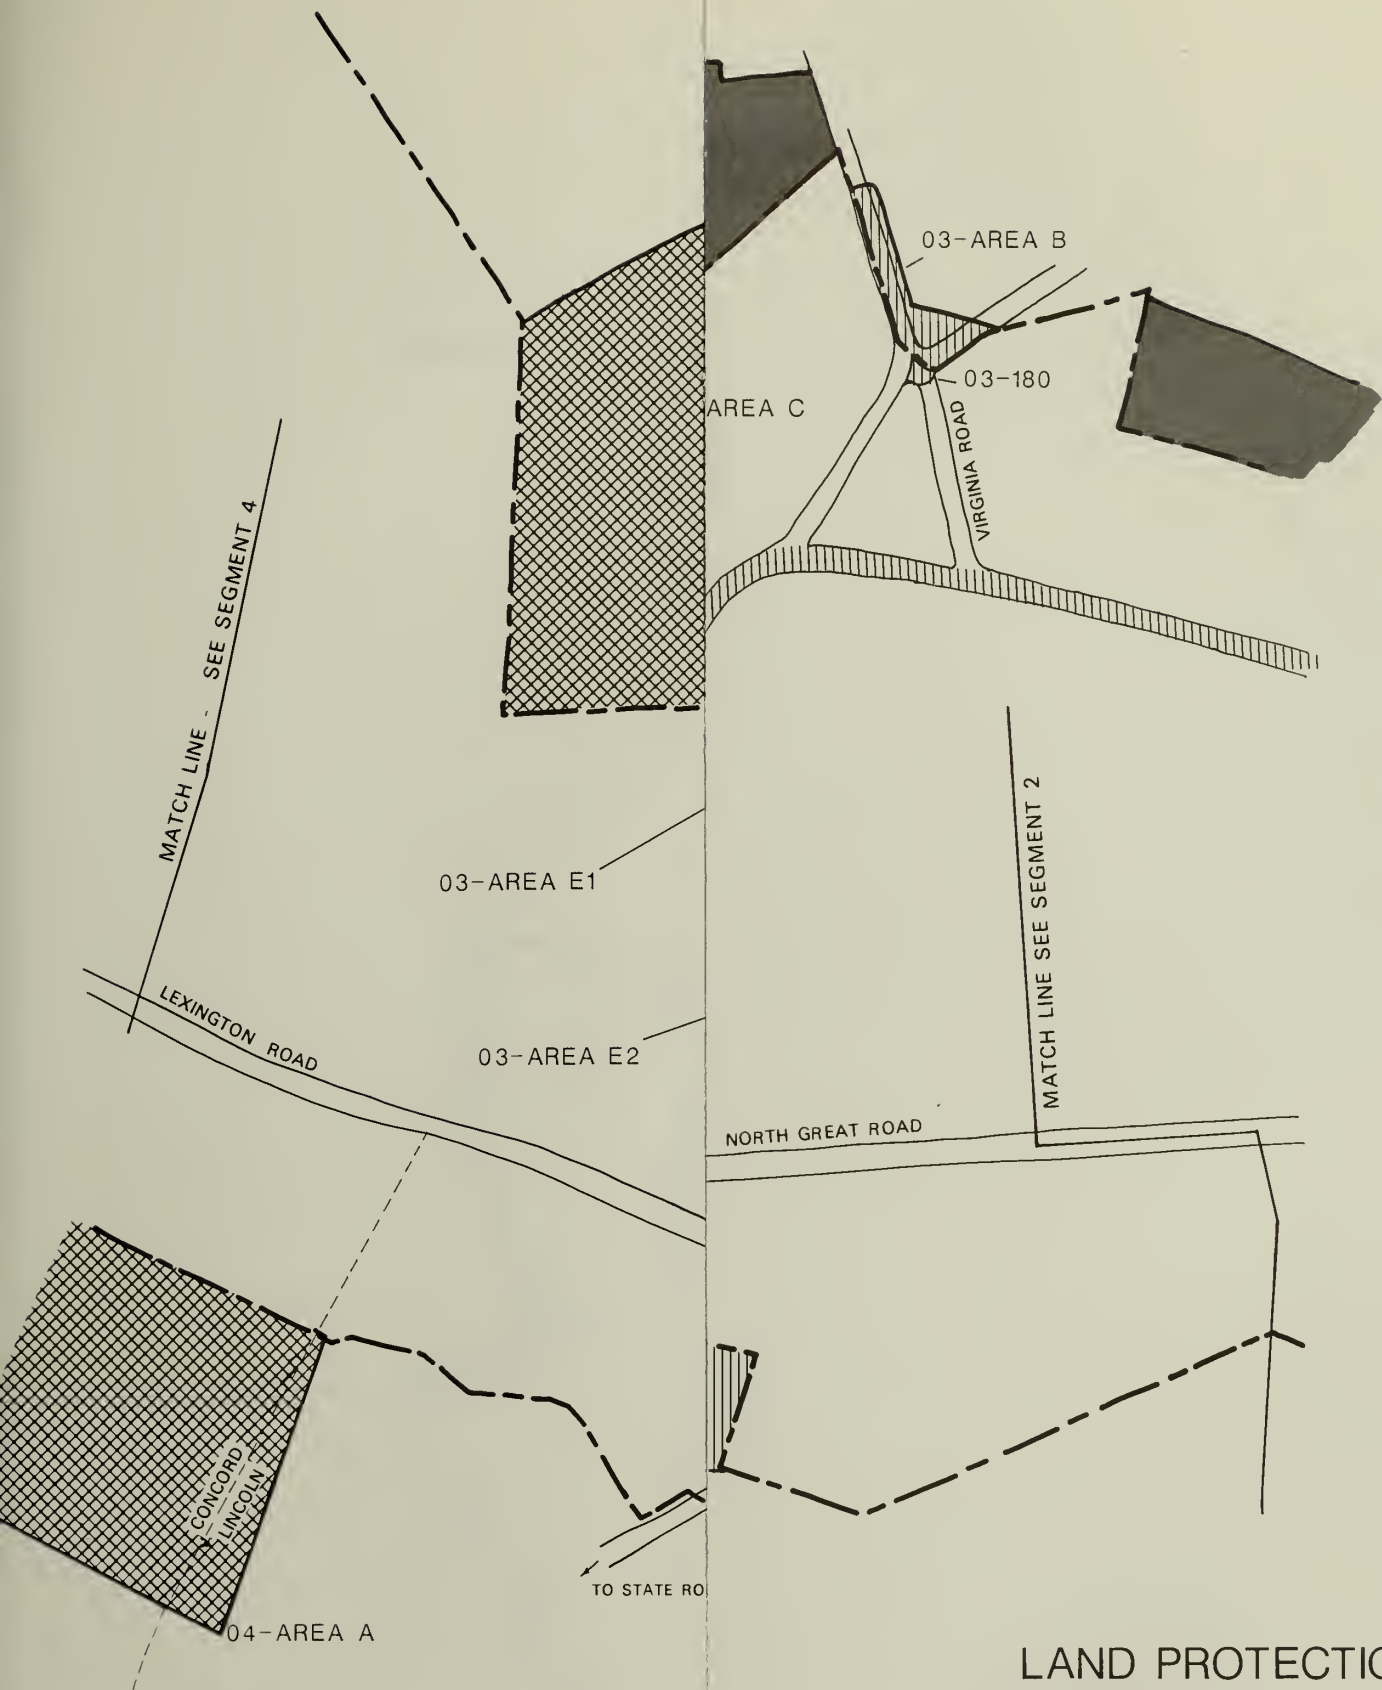 03-AREA B
03-180
AREA C
VIRGINIA ROAD
MATCH LINE - SEE SEGMENT 4
03-AREA E1
MATCH LINE SEE SEGMENT 2
LEXINGTON ROAD
03-AREA E2
NORTH GREAT ROAD
CONCORD
LINCOLN
TO STATE RO
04-AREA A
LAND PROTECTIO